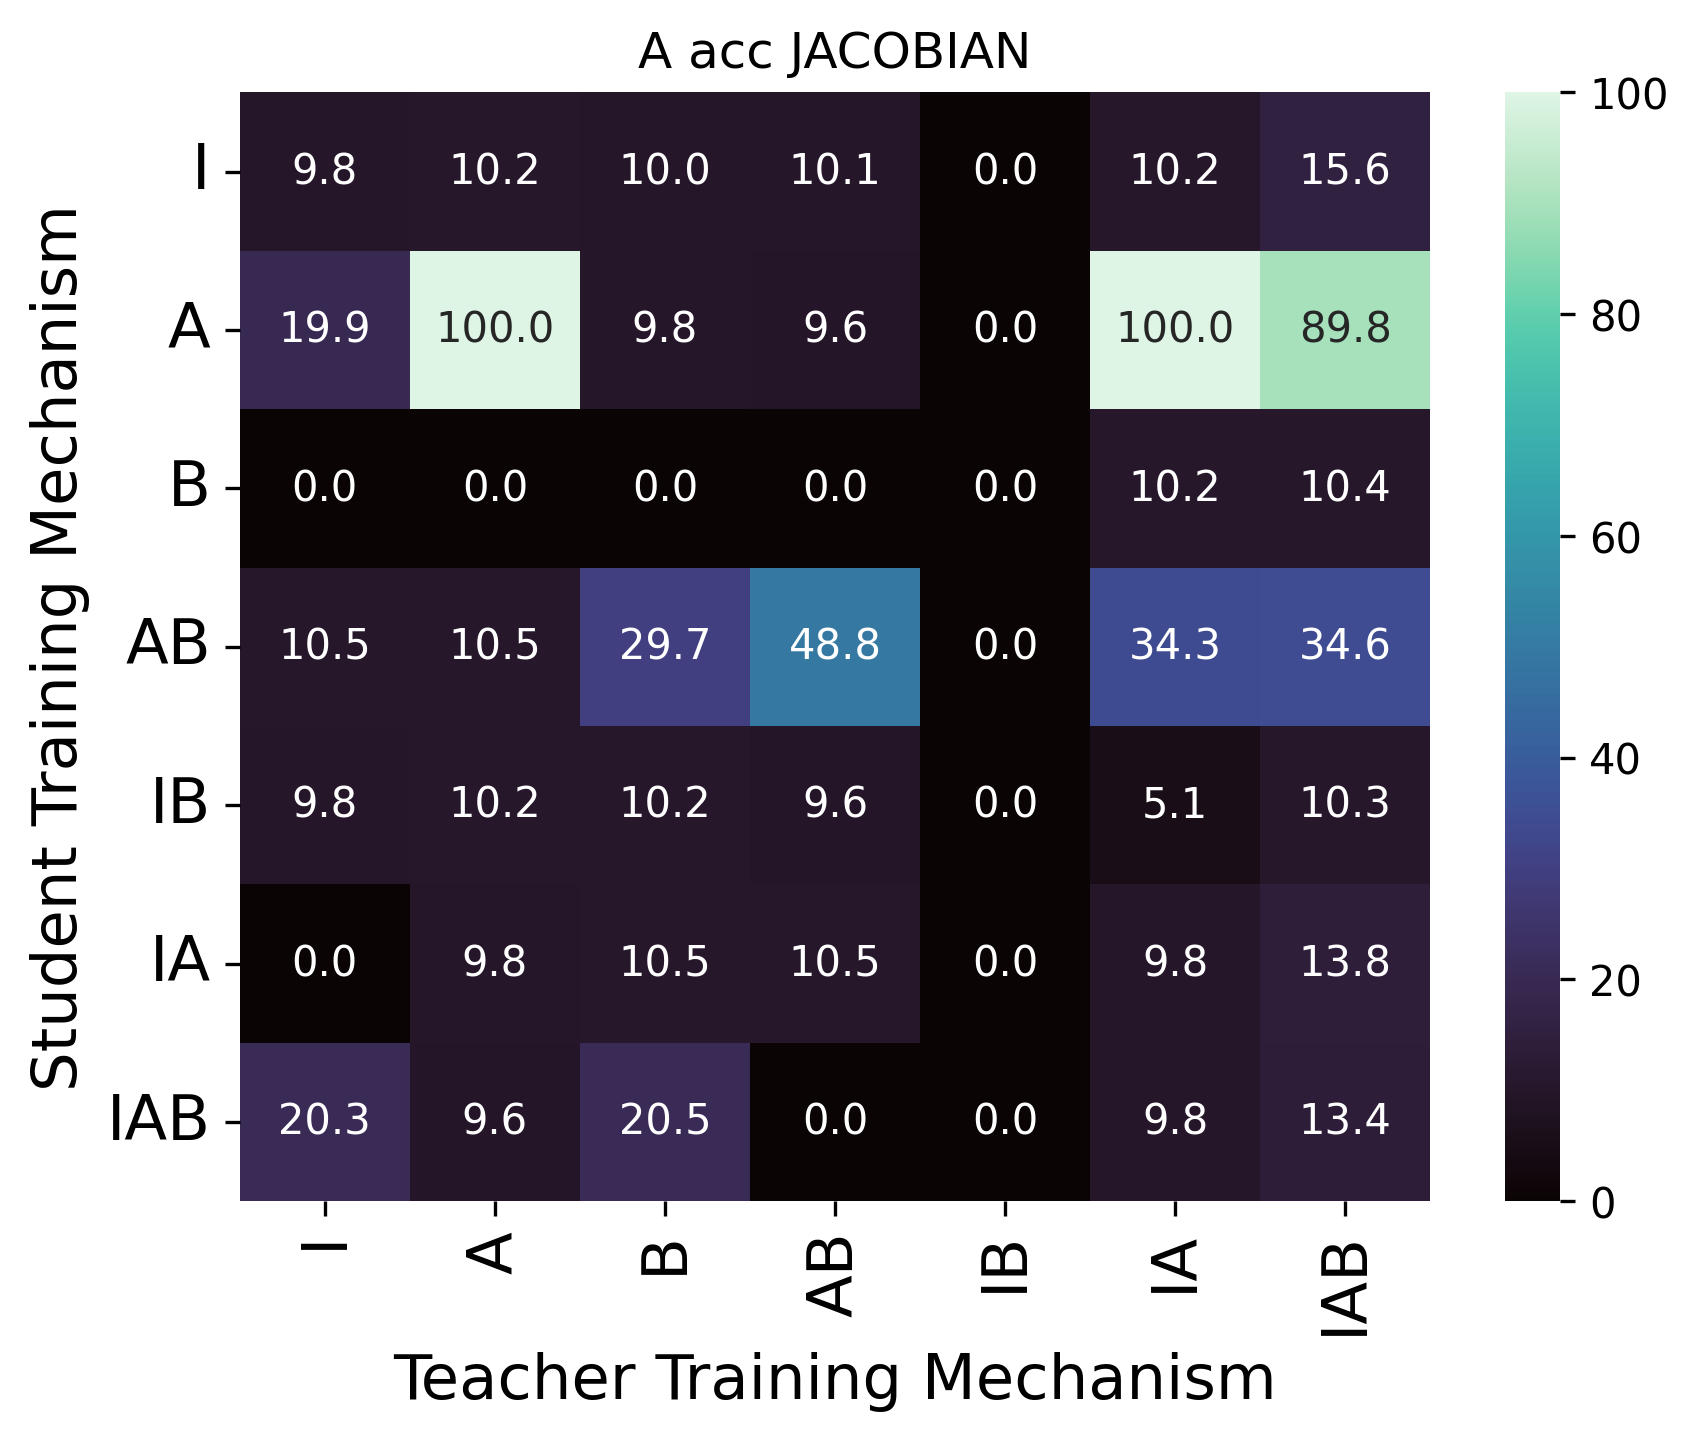 A acc JACOBIAN
Student Training Mechanism
I 9.8 10.2 10.0 10.1 0.0 10.2 15.6
A 19.9 100.0 9.8 9.6 0.0 100.0 89.8
B 0.0 0.0 0.0 0.0 0.0 10.2 10.4
AB 10.5 10.5 29.7 48.8 0.0 34.3 34.6
IB 9.8 10.2 10.2 9.6 0.0 5.1 10.3
IA 0.0 9.8 10.5 10.5 0.0 9.8 13.8
IAB 20.3 9.6 20.5 0.0 0.0 9.8 13.4
I A B AB IB IA IAB
Teacher Training Mechanism
100
80
60
40
20
0